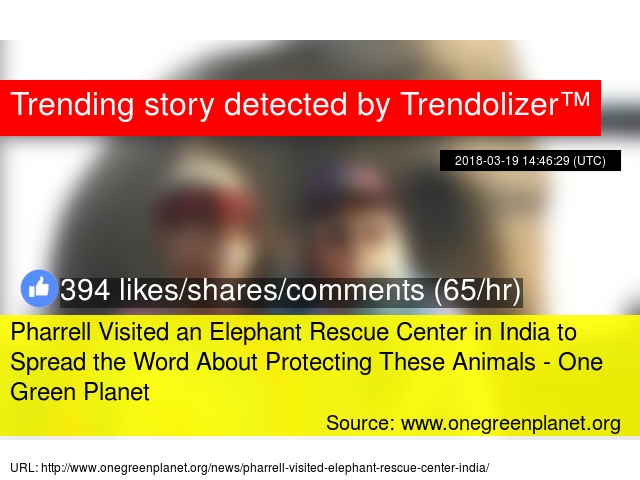 Trending story detected by Trendolizer™
2018-03-19 14:46:29 (UTC)
394 likes/shares/comments (65/hr)
Pharrell Visited an Elephant Rescue Center in India to
Spread the Word About Protecting These Animals - One
Green Planet
Source: www.onegreenplanet.org
URL: http://www.onegreenplanet.org/news/pharrell-visited-elephant-rescue-center-india/